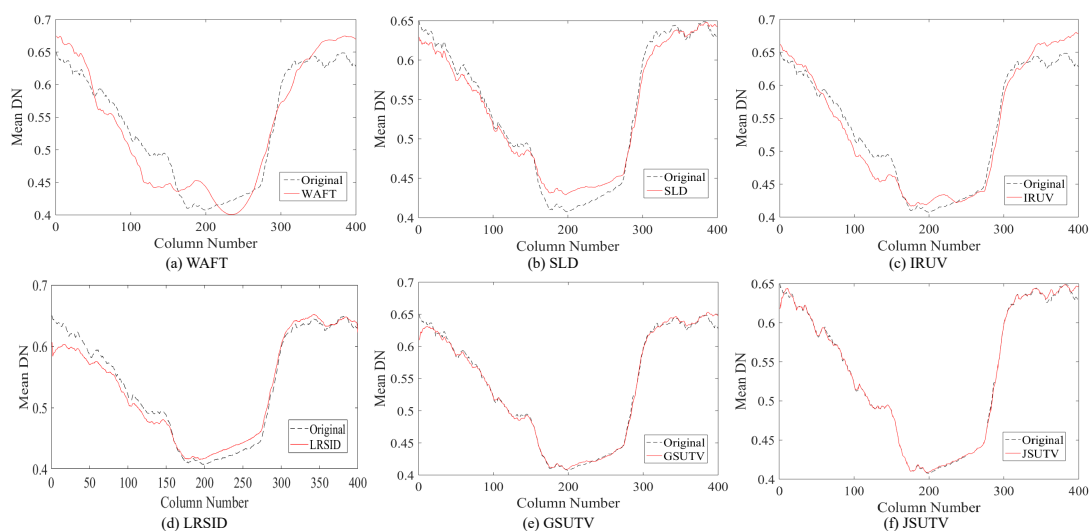 0.7
0.65
0.6
0.55
0.5
0.45
0.4
Mean DN
Original
WAFT
0
100
200
300
400
Column Number
(a) WAFT
0.65
0.6
0.55
0.5
0.45
0.4
Mean DN
Original
SLD
0
100
200
300
400
Column Number
(b) SLD
0.7
0.65
0.6
0.55
0.5
0.45
0.4
Mean DN
Original
IRUV
0
100
200
300
400
Column Number
(c) IRUV
0.7
0.6
0.5
0.4
Mean DN
Original
LRSID
0
50
100
150
200
250
300
350
400
Column Number
(d) LRSID
0.7
0.65
0.6
0.55
0.5
0.45
0.4
Mean DN
Original
GSUTV
0
100
200
300
400
Column Number
(e) GSUTV
0.65
0.6
0.55
0.5
0.45
0.4
Mean DN
Original
JSUTV
0
100
200
300
400
Column Number
(f) JSUTV